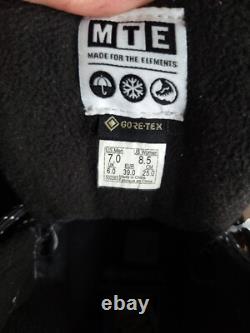 MTE
MADE FOR THE ELEMENTS
GORE-TEX
US Men US Women
7.0 8.5
UK EUR CM
6.0 39.0 25.0
ebay